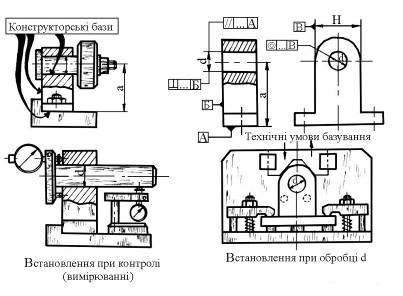 Конструкторські бази
a
d
// ... А
Ш ... Б
Б
a
А
В
Н
◎ ... В
d
Технічні умови базування
d
Встановлення при контролі
(вимірюванні)
Встановлення при обробці d